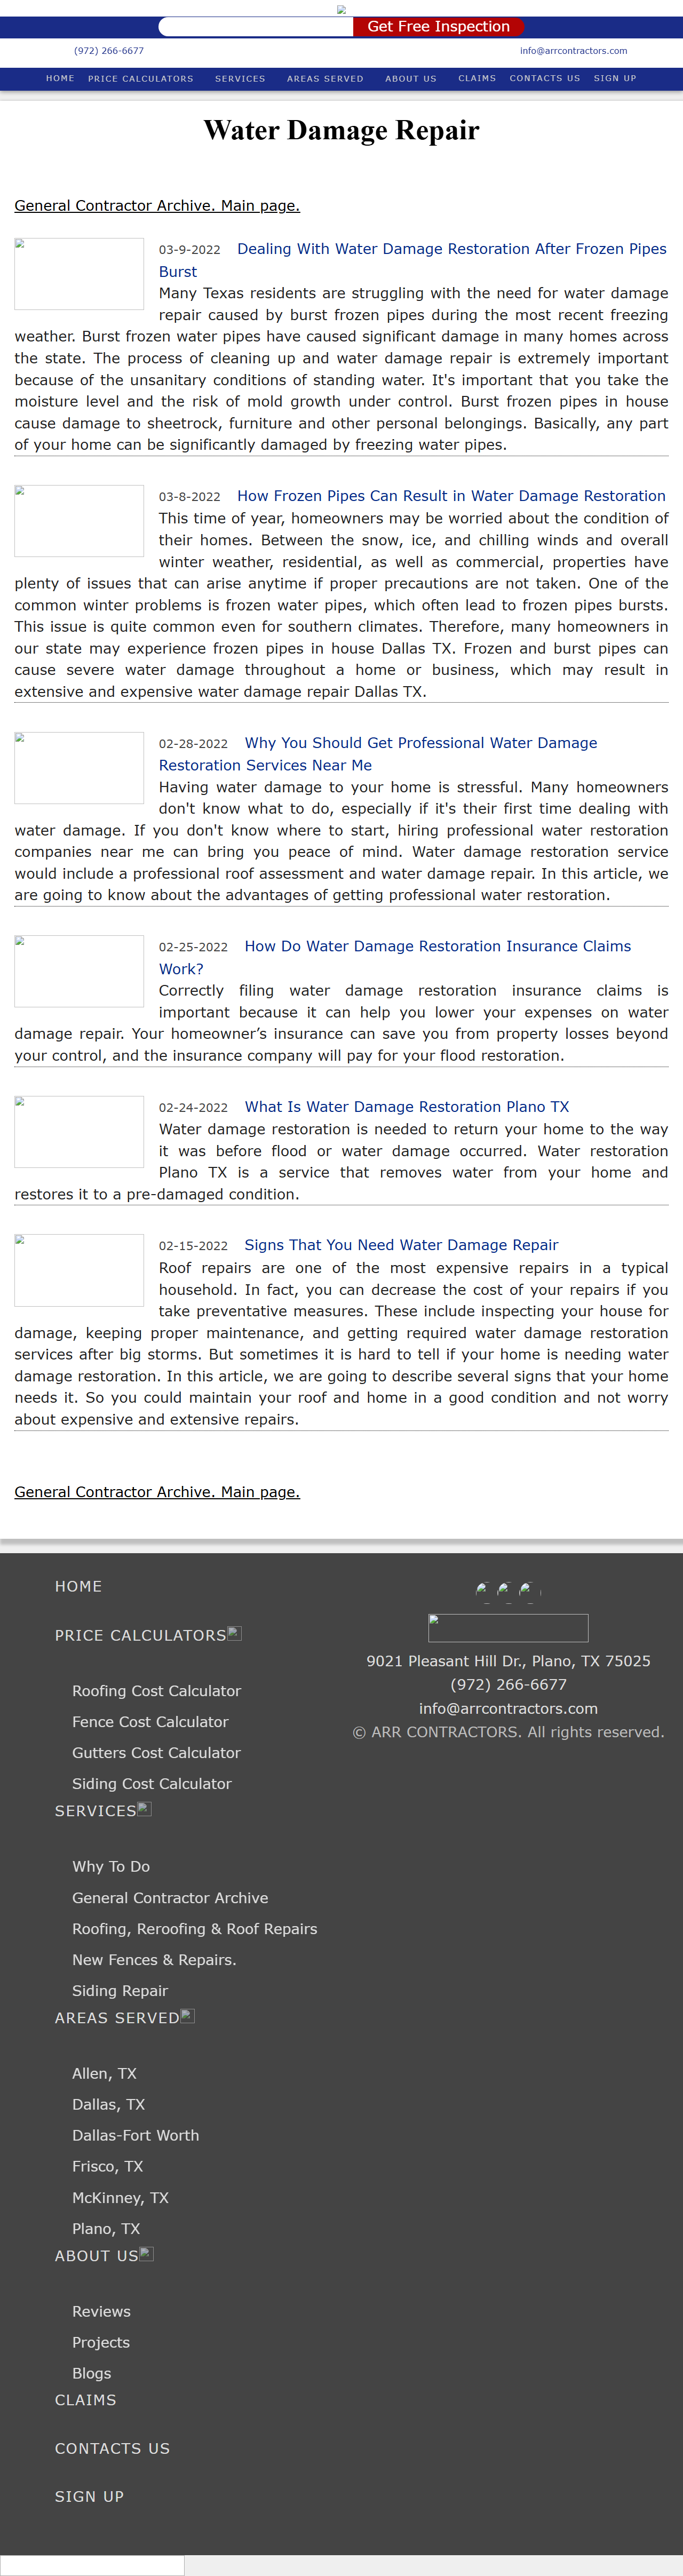 Get Free Inspection
(972) 266-6677
info@arrcontractors.com
HOME PRICE CALCULATORS SERVICES AREAS SERVED ABOUT US CLAIMS CONTACTS US SIGN UP
Water Damage Repair
General Contractor Archive. Main page.
03-9-2022 Dealing With Water Damage Restoration After Frozen Pipes
Burst
Many Texas residents are struggling with the need for water damage
repair caused by burst frozen pipes during the most recent freezing
weather. Burst frozen water pipes have caused significant damage in many homes across
the state. The process of cleaning up and water damage repair is extremely important
because of the unsanitary conditions of standing water. It's important that you take the
moisture level and the risk of mold growth under control. Burst frozen pipes in house
cause damage to sheetrock, furniture and other personal belongings. Basically, any part
of your home can be significantly damaged by freezing water pipes.
03-8-2022 How Frozen Pipes Can Result in Water Damage Restoration
This time of year, homeowners may be worried about the condition of
their homes. Between the snow, ice, and chilling winds and overall
winter weather, residential, as well as commercial, properties have
plenty of issues that can arise anytime if proper precautions are not taken. One of the
common winter problems is frozen water pipes, which often lead to frozen pipes bursts.
This issue is quite common even for southern climates. Therefore, many homeowners in
our state may experience frozen pipes in house Dallas TX. Frozen and burst pipes can
cause severe water damage throughout a home or business, which may result in
extensive and expensive water damage repair Dallas TX.
02-28-2022 Why You Should Get Professional Water Damage
Restoration Services Near Me
Having water damage to your home is stressful. Many homeowners
don't know what to do, especially if it's their first time dealing with
water damage. If you don't know where to start, hiring professional water restoration
companies near me can bring you peace of mind. Water damage restoration service
would include a professional roof assessment and water damage repair. In this article, we
are going to know about the advantages of getting professional water restoration.
02-25-2022 How Do Water Damage Restoration Insurance Claims
Work?
Correctly filing water damage restoration insurance claims is
important because it can help you lower your expenses on water
damage repair. Your homeowner’s insurance can save you from property losses beyond
your control, and the insurance company will pay for your flood restoration.
02-24-2022 What Is Water Damage Restoration Plano TX
Water damage restoration is needed to return your home to the way
it was before flood or water damage occurred. Water restoration
Plano TX is a service that removes water from your home and
restores it to a pre-damaged condition.
02-15-2022 Signs That You Need Water Damage Repair
Roof repairs are one of the most expensive repairs in a typical
household. In fact, you can decrease the cost of your repairs if you
take preventative measures. These include inspecting your house for
damage, keeping proper maintenance, and getting required water damage restoration
services after big storms. But sometimes it is hard to tell if your home is needing water
damage restoration. In this article, we are going to describe several signs that your home
needs it. So you could maintain your roof and home in a good condition and not worry
about expensive and extensive repairs.
General Contractor Archive. Main page.
HOME
PRICE CALCULATORS
Roofing Cost Calculator
Fence Cost Calculator
Gutters Cost Calculator
Siding Cost Calculator
SERVICES
Why To Do
General Contractor Archive
Roofing, Reroofing & Roof Repairs
New Fences & Repairs.
Siding Repair
AREAS SERVED
Allen, TX
Dallas, TX
Dallas-Fort Worth
Frisco, TX
McKinney, TX
Plano, TX
ABOUT US
Reviews
Projects
Blogs
CLAIMS
CONTACTS US
SIGN UP
9021 Pleasant Hill Dr., Plano, TX 75025
(972) 266-6677
info@arrcontractors.com
© ARR CONTRACTORS. All rights reserved.